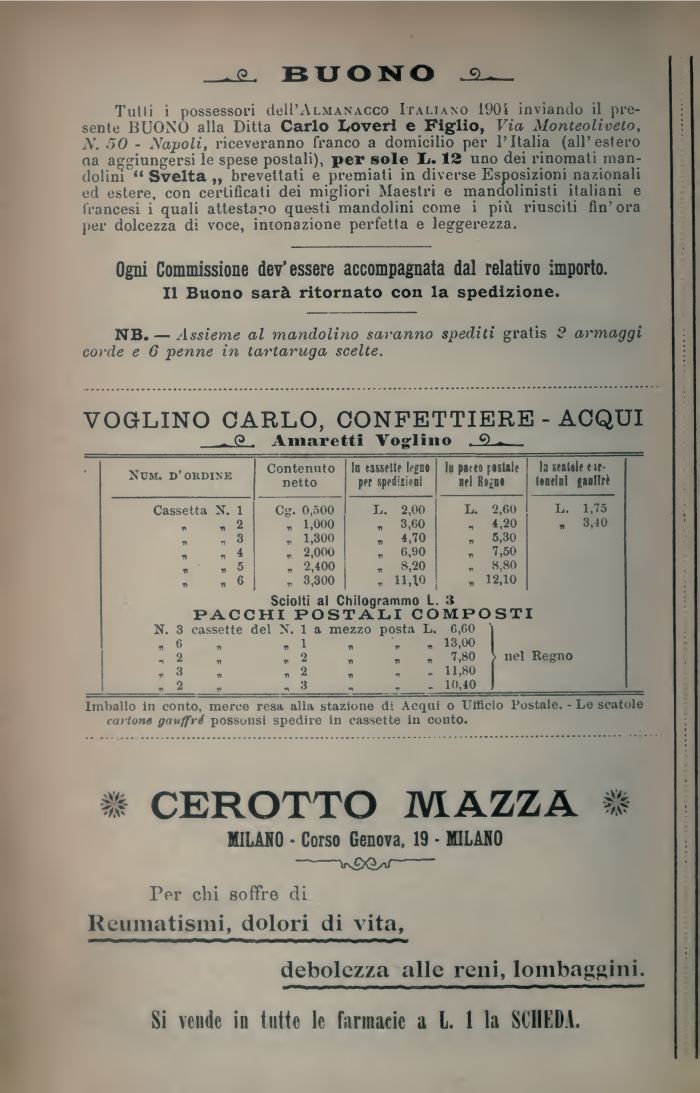 BUONO
Tutti i possessori dell'ALMANACCO ITALIANO 1904 inviando il pre-
sente BUONO alla Ditta Carlo Loveri e Figlio, Via Monteoliveto,
N. 50 - Napoli, riceveranno franco a domicilio per l'Italia (all'estero
da aggiungersi le spese postali), per sole L. 12 uno dei rinomati man-
dolini “ Svelta „ brevettati e premiati in diverse Esposizioni nazionali
ed estere, con certificati dei migliori Maestri e mandolinisti italiani e
francesi i quali attestano questi mandolini come i più riusciti fin'ora
per dolcezza di voce, intonazione perfetta e leggerezza.
Ogni Commissione dev'essere accompagnata dal relativo importo.
Il Buono sarà ritornato con la spedizione.
NB. — Assieme al mandolino saranno spediti gratis 2 armaggi
corde e 6 penne in tartaruga scelte.
VOGLINO CARLO, CONFETTIERE - ACQUI
Amaretti Voglino
NUM. D'ORDINE Contenuto netto In cassette legno per spedizioni In pacco postale nel Regno In scatole car- toncini gauffré
Cassetta N. 1 Cg. 0,500 L. 2,00 L. 2,60 L. 1,75
„ „ 2 „ 1,000 „ 3,60 „ 4,20 „ 3,40
„ „ 3 „ 1,300 „ 4,70 „ 5,30
„ „ 4 „ 2,000 „ 6,90 „ 7,50
„ „ 5 „ 2,400 „ 8,20 „ 8,80
„ „ 6 „ 3,300 „ 11,10 „ 12,10
Sciolti al Chilogrammo L. 3
PACCHI POSTALI COMPOSTI
N. 3 cassette del N. 1 a mezzo posta L. 6,60
„ 6 „ „ 1 „ „ „ 13,00
„ 2 „ „ 2 „ „ „ 7,80 nel Regno
„ 3 „ „ 2 „ „ „ 11,80
„ 2 „ „ 3 „ „ „ 10,40
Imballo in conto, merce resa alla stazione di Acqui o Ufficio Postale. - Le scatole
cartone gauffré possonsi spedire in cassette in conto.
CEROTTO MAZZA
MILANO - Corso Genova, 19 - MILANO
Per chi soffre di
Reumatismi, dolori di vita,
debolezza alle reni, lombaggini.
Si vende in tutte le farmacie a L. 1 la SCHEDA.